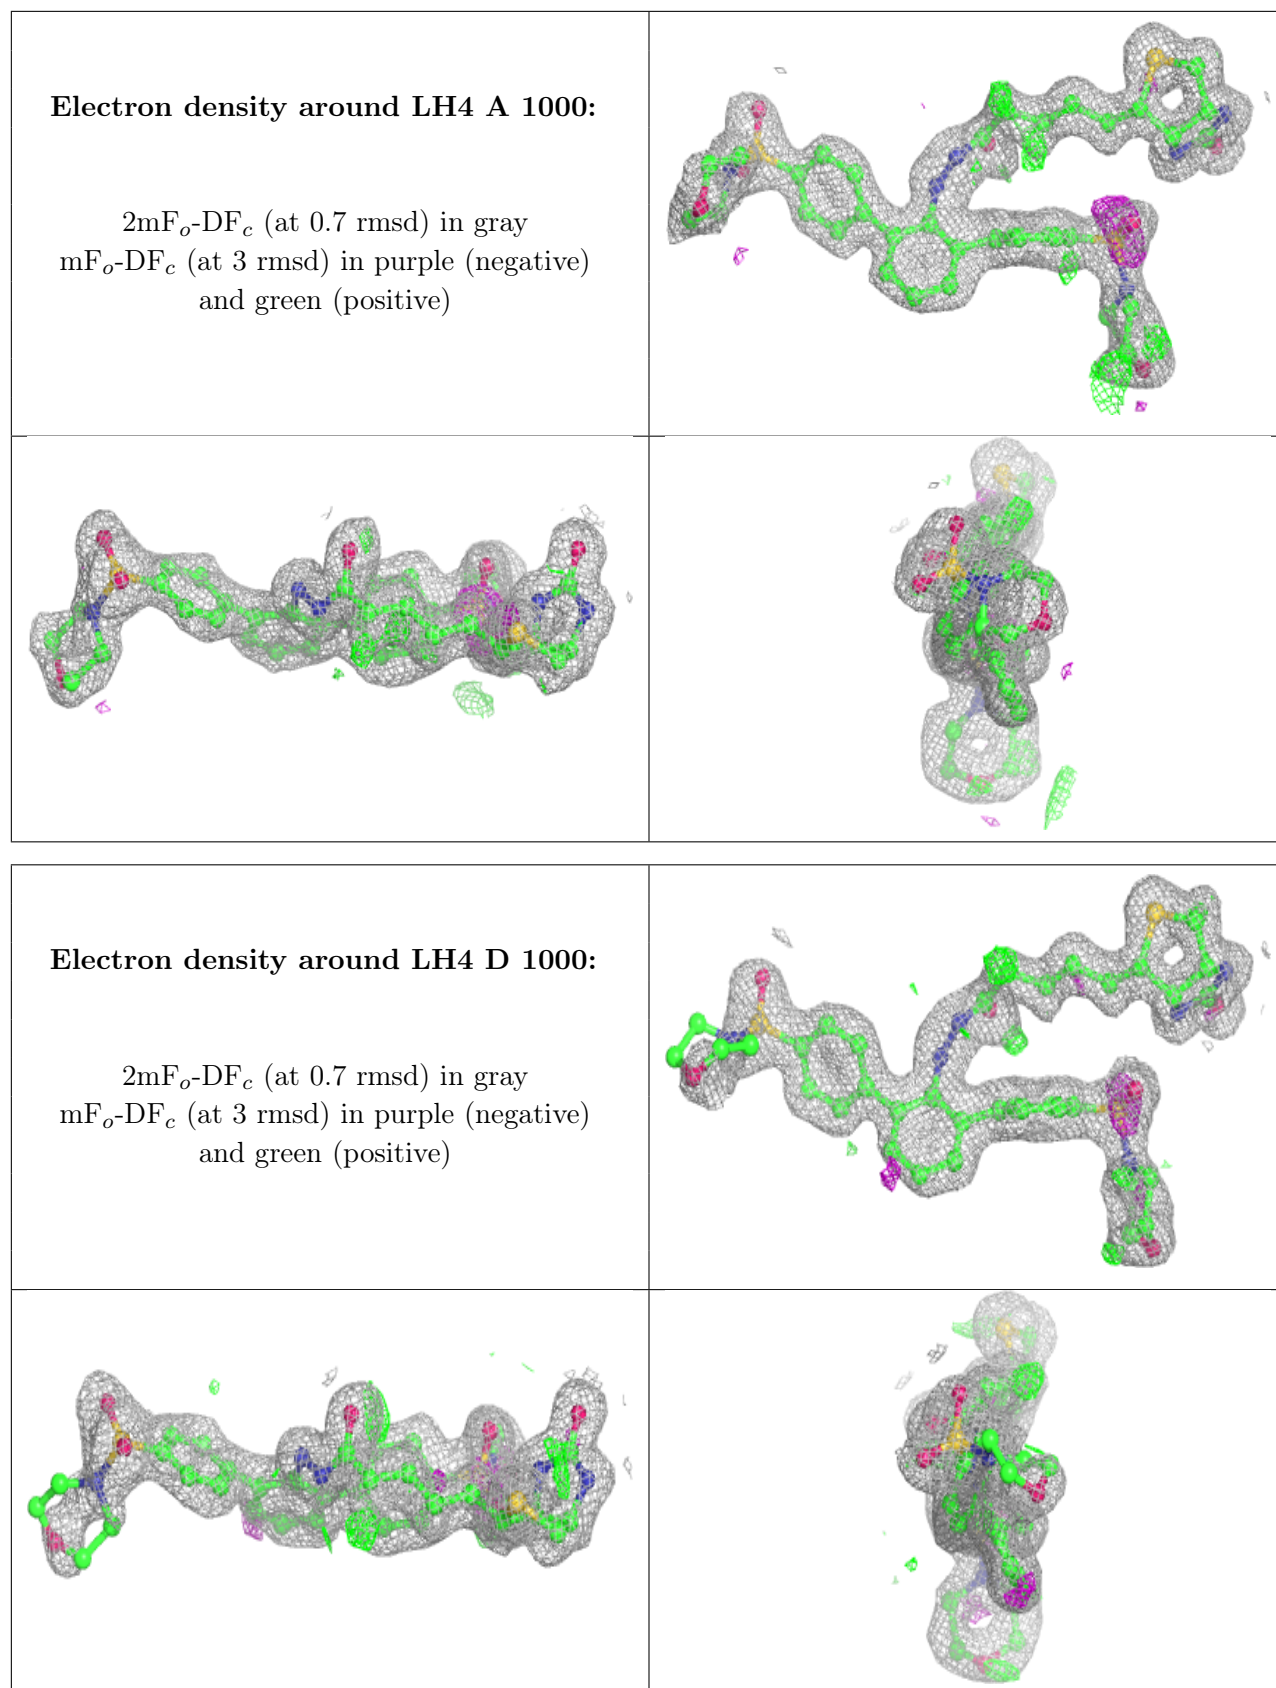 Electron density around LH4 A 1000:
2mFo-DFc (at 0.7 rmsd) in gray
mFo-DFc (at 3 rmsd) in purple (negative)
and green (positive)
Electron density around LH4 D 1000:
2mFo-DFc (at 0.7 rmsd) in gray
mFo-DFc (at 3 rmsd) in purple (negative)
and green (positive)